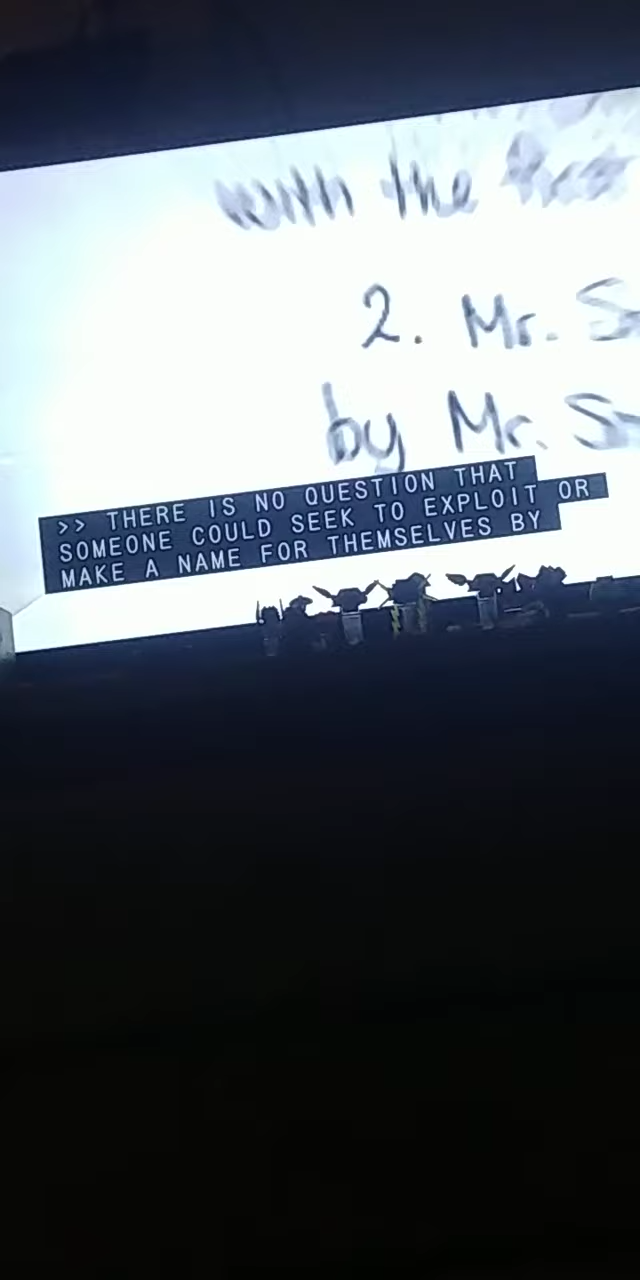 with the
2. Mr.
by Mr.
>> THERE IS NO QUESTION THAT
SOMEONE COULD SEEK TO EXPLOIT OR
MAKE A NAME FOR THEMSELVES BY